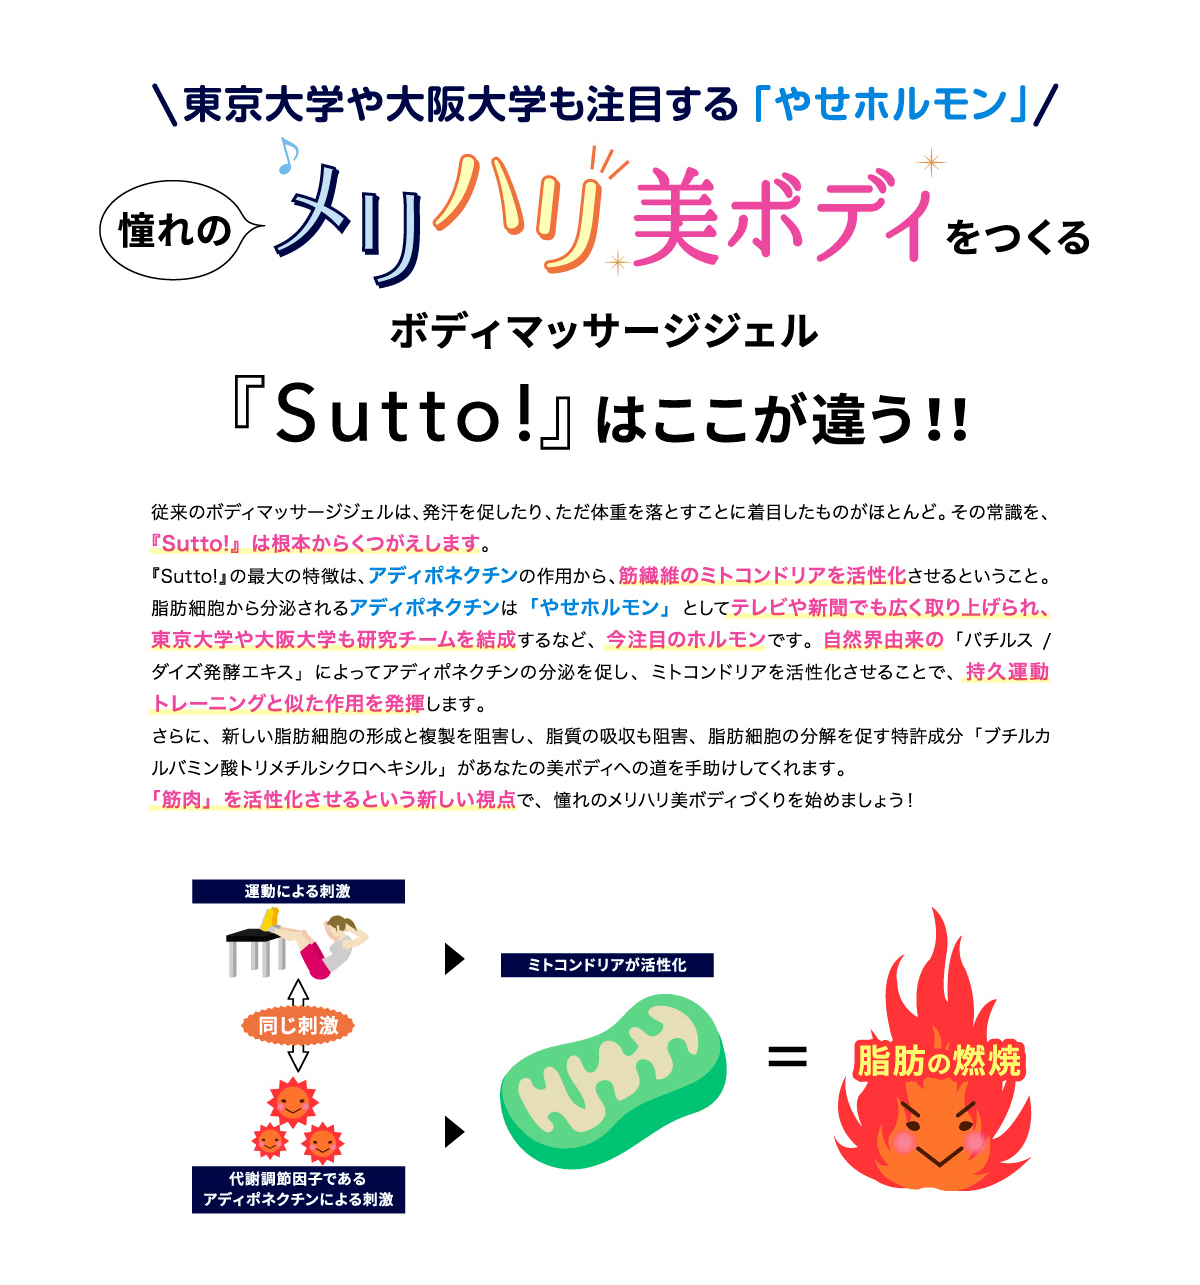 \東京大学や大阪大学も注目する「やせホルモン」/
憧れの メリハリ美ボディをつくる
ボディマッサージジェル
『Sutto!』はここが違う!!
従来のボディマッサージジェルは、発汗を促したり、ただ体重を落とすことに着目したものがほとんど。その常識を、
『Sutto!』は根本からくつがえします。
『Sutto!』の最大の特徴は、アディポネクチンの作用から、筋繊維のミトコンドリアを活性化させるということ。
脂肪細胞から分泌されるアディポネクチンは「やせホルモン」としてテレビや新聞でも広く取り上げられ、
東京大学や大阪大学も研究チームを結成するなど、今注目のホルモンです。自然界由来の「バチルス /
ダイズ発酵エキス」によってアディポネクチンの分泌を促し、ミトコンドリアを活性化させることで、持久運動
トレーニングと似た作用を発揮します。
さらに、新しい脂肪細胞の形成と複製を阻害し、脂質の吸収も阻害、脂肪細胞の分解を促す特許成分「ブチルカ
ルバミン酸トリメチルシクロヘキシル」があなたの美ボディへの道を手助けしてくれます。
「筋肉」を活性化させるという新しい視点で、憧れのメリハリ美ボディづくりを始めましょう!
運動による刺激
同じ刺激
代謝調節因子である
アディポネクチンによる刺激
ミトコンドリアが活性化
=
脂肪の燃焼